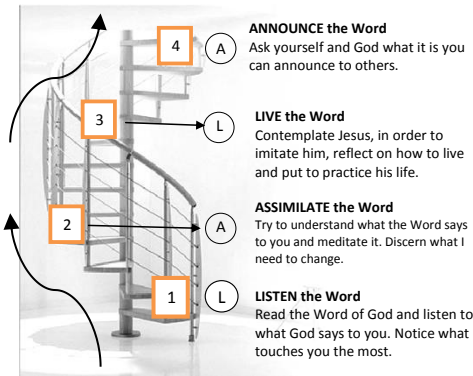 4
A
ANNOUNCE the Word
Ask yourself and God what it is you
can announce to others.
3
L
LIVE the Word
Contemplate Jesus, in order to
imitate him, reflect on how to live
and put to practice his life.
2
A
ASSIMILATE the Word
Try to understand what the Word says
to you and meditate it. Discern what I
need to change.
1
L
LISTEN the Word
Read the Word of God and listen to
what God says to you. Notice what
touches you the most.